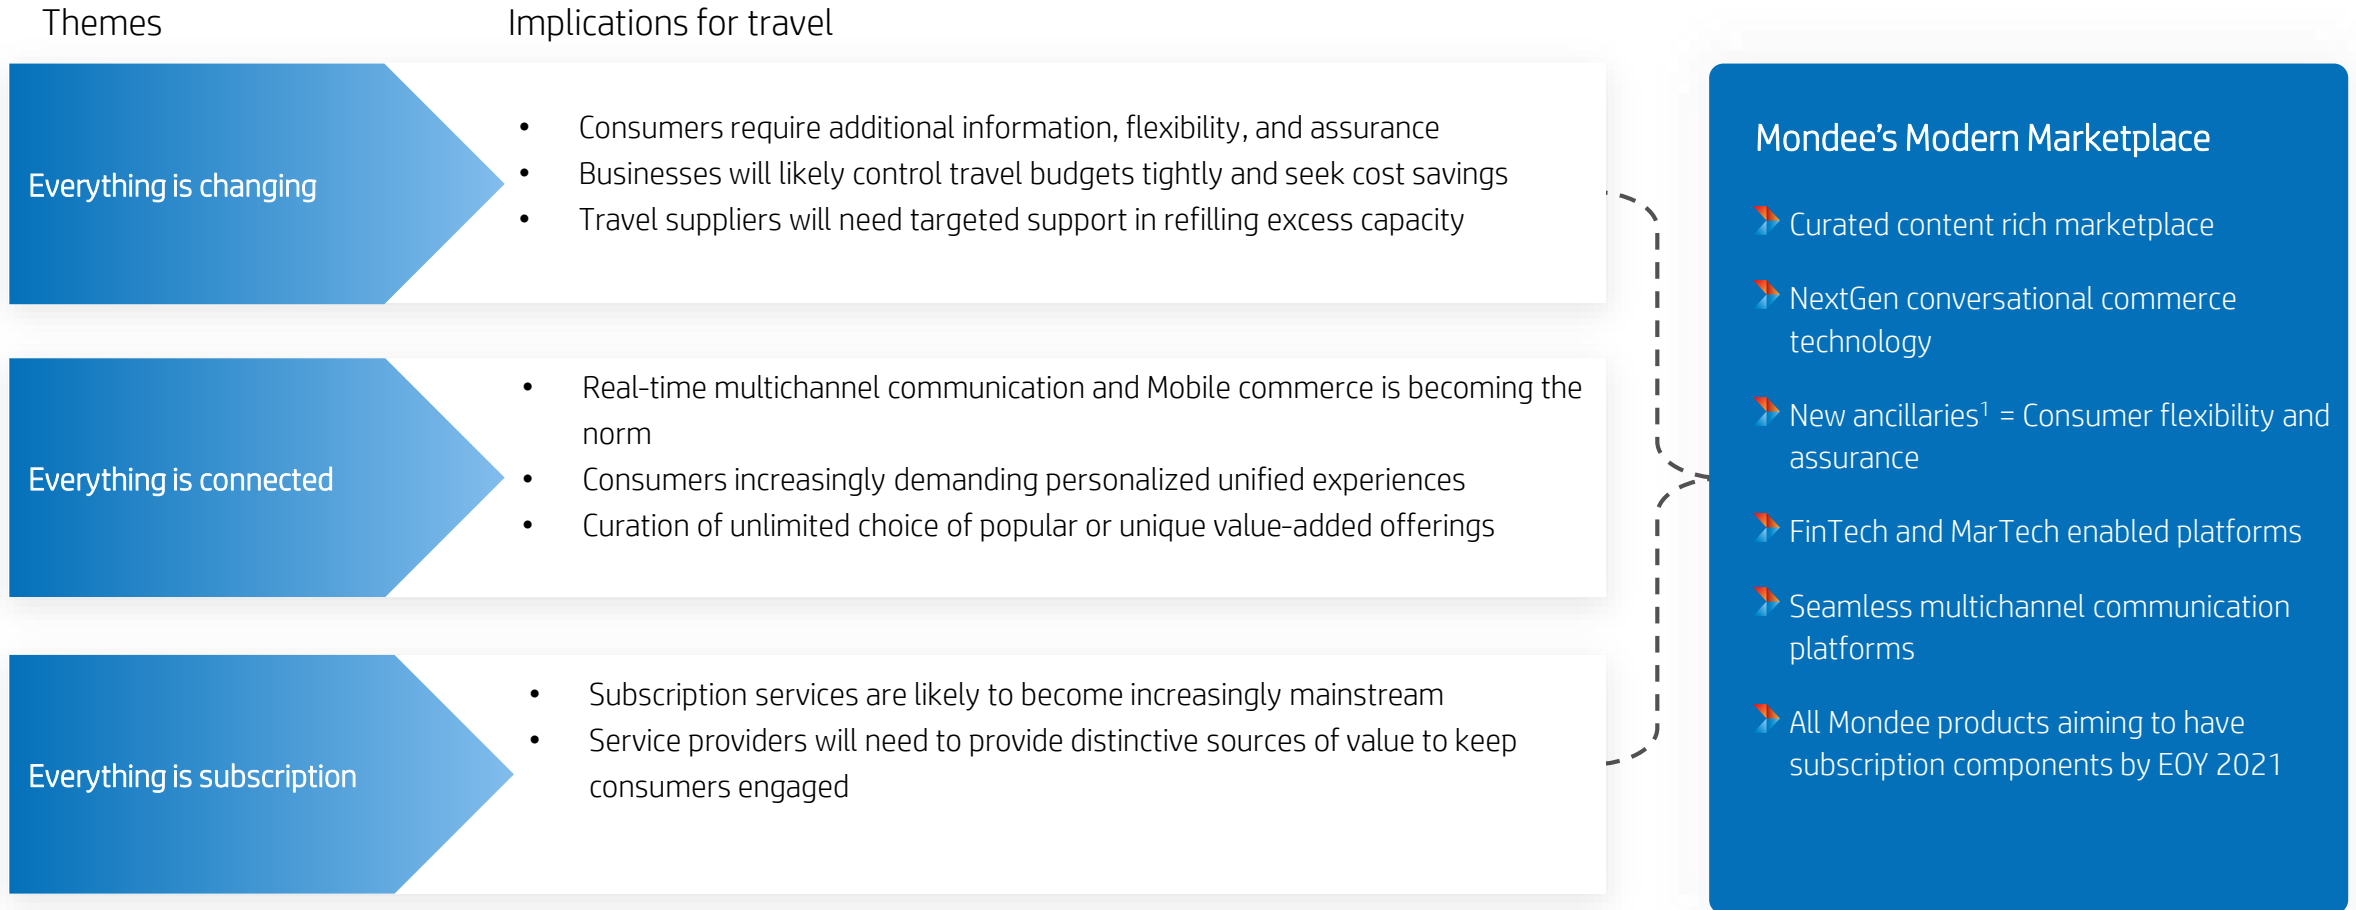 Themes
Implications for travel
Everything is changing
• Consumers require additional information, flexibility, and assurance
• Businesses will likely control travel budgets tightly and seek cost savings
• Travel suppliers will need targeted support in refilling excess capacity
Everything is connected
• Real-time multichannel communication and Mobile commerce is becoming the
norm
• Consumers increasingly demanding personalized unified experiences
• Curation of unlimited choice of popular or unique value-added offerings
Everything is subscription
• Subscription services are likely to become increasingly mainstream
• Service providers will need to provide distinctive sources of value to keep
consumers engaged
Mondee’s Modern Marketplace
Curated content rich marketplace
NextGen conversational commerce
technology
New ancillaries¹ = Consumer flexibility and
assurance
FinTech and MarTech enabled platforms
Seamless multichannel communication
platforms
All Mondee products aiming to have
subscription components by EOY 2021